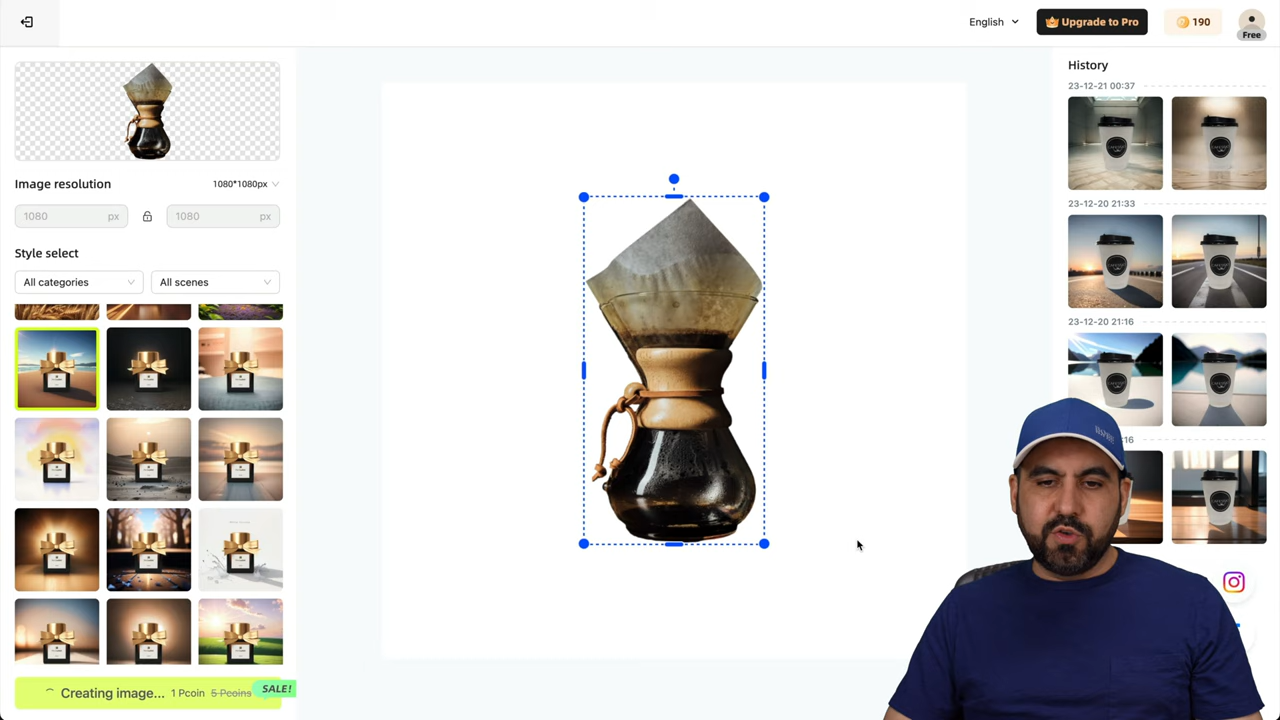 English
Upgrade to Pro
190
Free
Image resolution
1080*1080px
1080 px
1080 px
Style select
All categories
All scenes
Creating image... 1 Pcoin 5 Pcoins
SALE!
History
23-12-21 00:37
23-12-20 21:33
23-12-20 21:16
:16